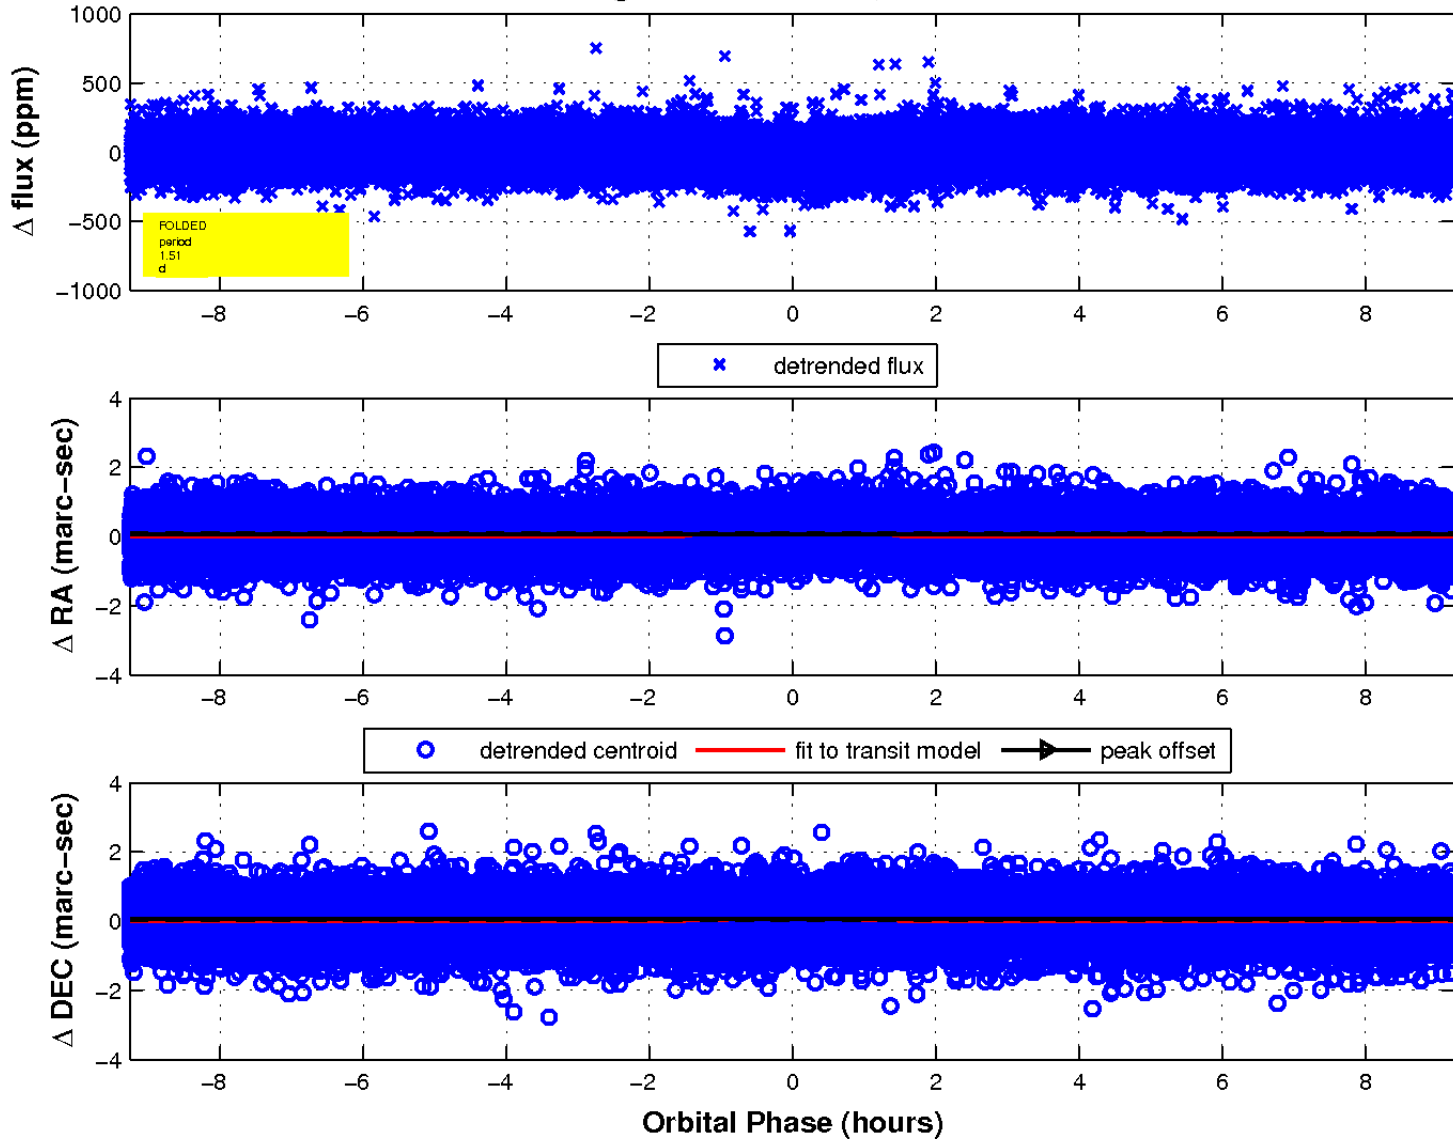 1000
500
0
−500
−1000
Δ flux (ppm)
FOLDED
period
1.51
d
−8 −6 −4 −2 0 2 4 6 8
detrended flux
4
2
0
−2
−4
Δ RA (marc−sec)
−8 −6 −4 −2 0 2 4 6 8
detrended centroid fit to transit model peak offset
4
2
0
−2
−4
Δ DEC (marc−sec)
−8 −6 −4 −2 0 2 4 6 8
Orbital Phase (hours)